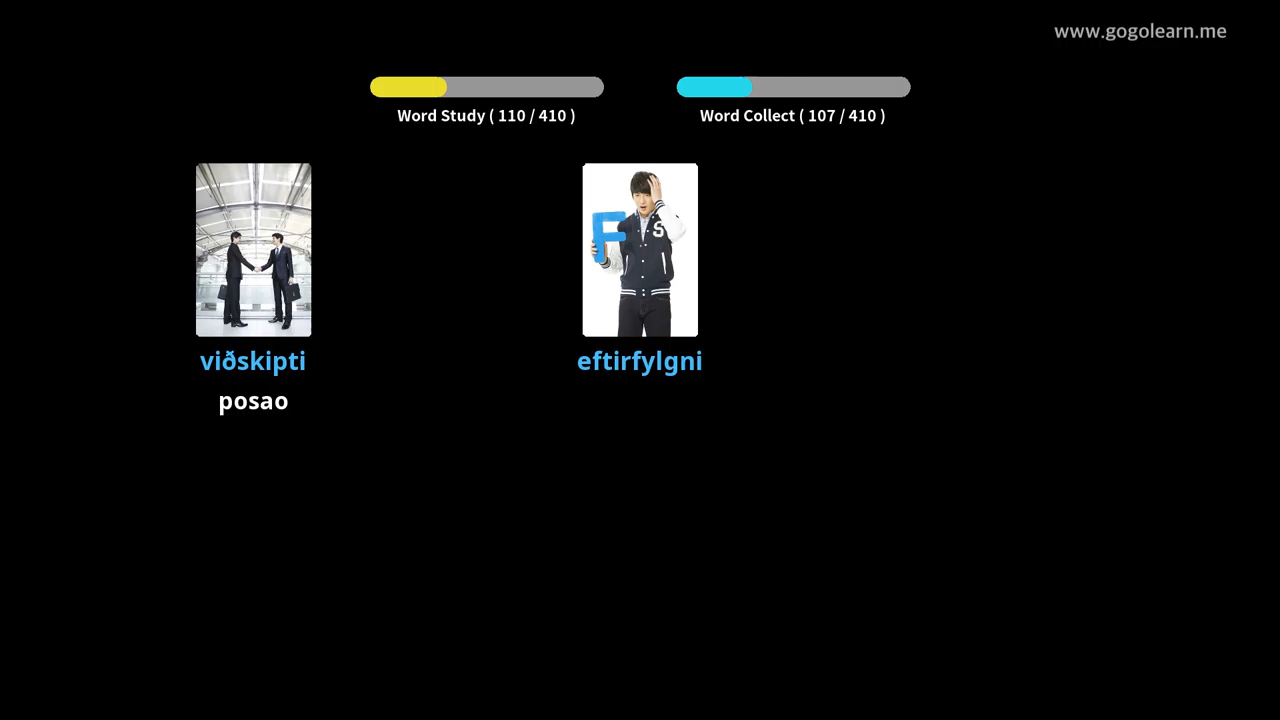 www.gogolearn.me
Word Study ( 110 / 410 )
Word Collect ( 107 / 410 )
F
S
viðskipti
eftirfylgni
posao